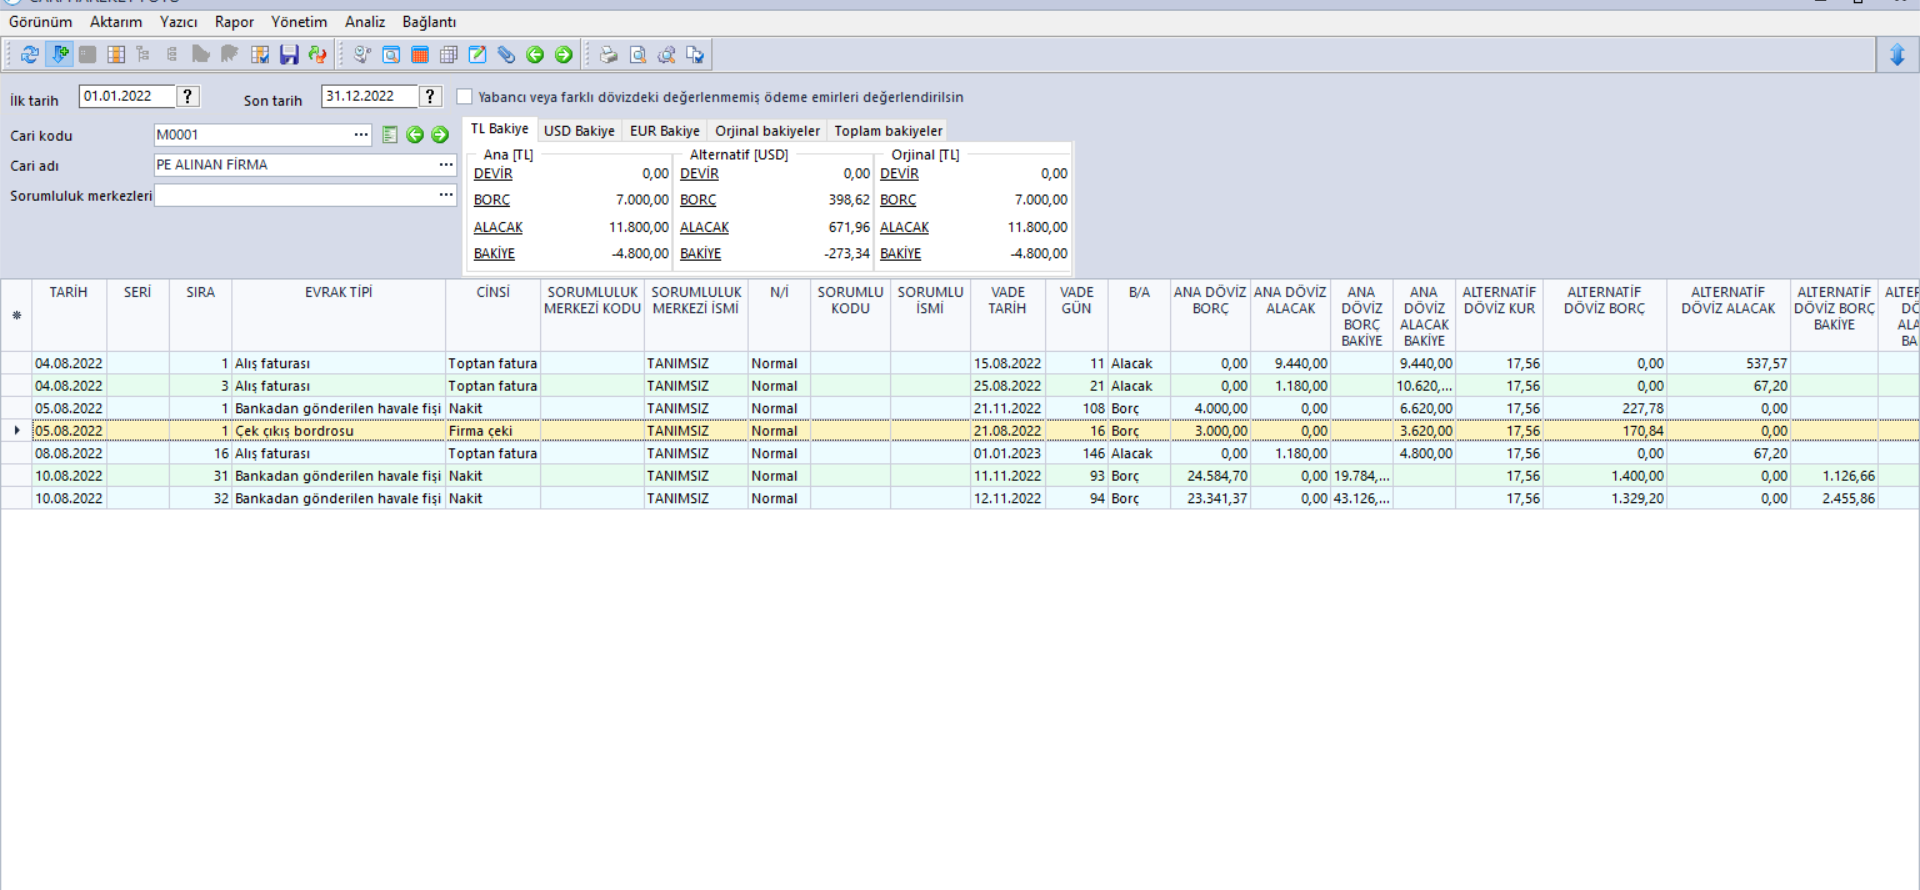 Görünüm Aktarım Yazıcı Rapor Yönetim Analiz Bağlantı
İlk tarih 01.01.2022 ? Son tarih 31.12.2022 ? Yabancı veya farklı dövizdeki değerlenmemiş ödeme emirleri değerlendirilsin
Cari kodu M0001 ...
Cari adı PE ALINAN FİRMA ...
Sorumluluk merkezleri ...
TL Bakiye USD Bakiye EUR Bakiye Orjinal bakiyeler Toplam bakiyeler
Ana [TL] Alternatif [USD] Orjinal [TL]
DEVİR 0,00 DEVİR 0,00 DEVİR 0,00
BORÇ 7.000,00 BORÇ 398,62 BORÇ 7.000,00
ALACAK 11.800,00 ALACAK 671,96 ALACAK 11.800,00
BAKİYE -4.800,00 BAKİYE -273,34 BAKİYE -4.800,00
TARİH SERİ SIRA EVRAK TİPİ CİNSİ SORUMLULUK MERKEZİ KODU SORUMLULUK MERKEZİ İSMİ N/İ SORUMLU KODU SORUMLU İSMİ VADE TARİH VADE GÜN B/A ANA DÖVİZ BORÇ ANA DÖVİZ ALACAK ANA DÖVİZ BORÇ BAKİYE ANA DÖVİZ ALACAK BAKİYE ALTERNATİF DÖVİZ KUR ALTERNATİF DÖVİZ BORÇ ALTERNATİF DÖVİZ ALACAK ALTERNATİF DÖVİZ BORÇ BAKİYE
04.08.2022 1 Alış faturası Toptan fatura TANIMSIZ Normal 15.08.2022 11 Alacak 0,00 9.440,00 9.440,00 17,56 0,00 537,57
04.08.2022 3 Alış faturası Toptan fatura TANIMSIZ Normal 25.08.2022 21 Alacak 0,00 1.180,00 10.620,... 17,56 0,00 67,20
05.08.2022 1 Bankadan gönderilen havale fişi Nakit TANIMSIZ Normal 21.11.2022 108 Borç 4.000,00 0,00 6.620,00 17,56 227,78 0,00
05.08.2022 1 Çek çıkış bordrosu Firma çeki TANIMSIZ Normal 21.08.2022 16 Borç 3.000,00 0,00 3.620,00 17,56 170,84 0,00
08.08.2022 16 Alış faturası Toptan fatura TANIMSIZ Normal 01.01.2023 146 Alacak 0,00 1.180,00 4.800,00 17,56 0,00 67,20
10.08.2022 31 Bankadan gönderilen havale fişi Nakit TANIMSIZ Normal 11.11.2022 93 Borç 24.584,70 0,00 19.784,... 17,56 1.400,00 0,00 1.126,66
10.08.2022 32 Bankadan gönderilen havale fişi Nakit TANIMSIZ Normal 12.11.2022 94 Borç 23.341,37 0,00 43.126,... 17,56 1.329,20 0,00 2.455,86